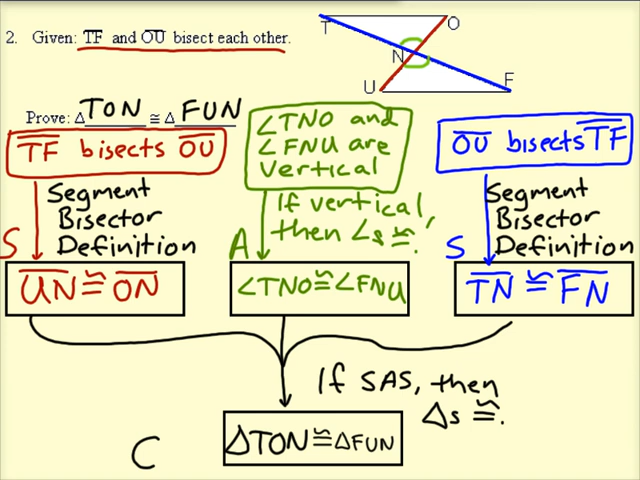 2. Given: TF and OU bisect each other.
T
O
N
U
F
Prove: △ TON ≅ △ FUN
TF bisects OU
∠TNO and
∠FNU are
vertical
OU bisects TF
Segment
Bisector
Definition
If vertical,
then ∠s ≅.
Segment
Bisector
Definition
S
A
S
UN ≅ ON
∠TNO ≅ ∠FNU
TN ≅ FN
If SAS, then
△s ≅.
△TON ≅ △FUN
C